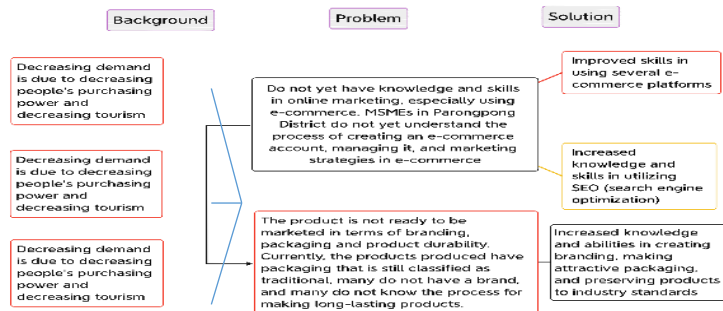 Background
Problem
Solution
Decreasing demand
is due to decreasing
people's purchasing
power and
decreasing tourism
Decreasing demand
is due to decreasing
people's purchasing
power and
decreasing tourism
Decreasing demand
is due to decreasing
people's purchasing
power and
decreasing tourism
Do not yet have knowledge and skills
in online marketing, especially using
e-commerce. MSMEs in Parongpong
District do not yet understand the
process of creating an e-commerce
account, managing it, and marketing
strategies in e-commerce
The product is not ready to be
marketed in terms of branding,
packaging and product durability.
Currently, the products produced have
packaging that is still classified as
traditional, many do not have a brand,
and many do not know the process for
making long-lasting products.
Improved skills in
using several e-
commerce platforms
Increased
knowledge and
skills in utilizing
SEO (search engine
optimization)
Increased knowledge
and abilities in creating
branding, making
attractive packaging,
and preserving products
to industry standards